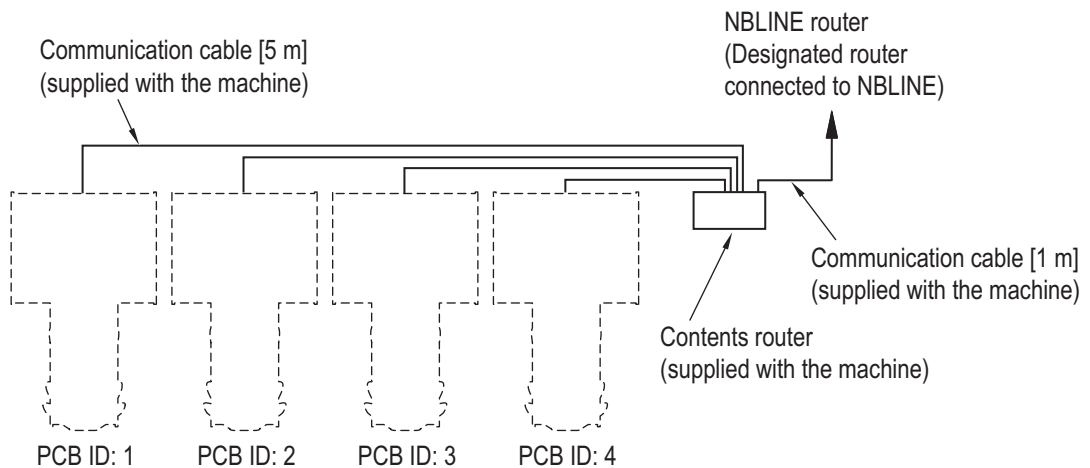 Communication cable [5 m]
(supplied with the machine)
NBLINE router
(Designated router
connected to NBLINE)
Communication cable [1 m]
(supplied with the machine)
Contents router
(supplied with the machine)
PCB ID: 1
PCB ID: 2
PCB ID: 3
PCB ID: 4